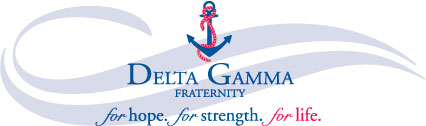 DELTA GAMMA
FRATERNITY
for hope. for strength. for life.